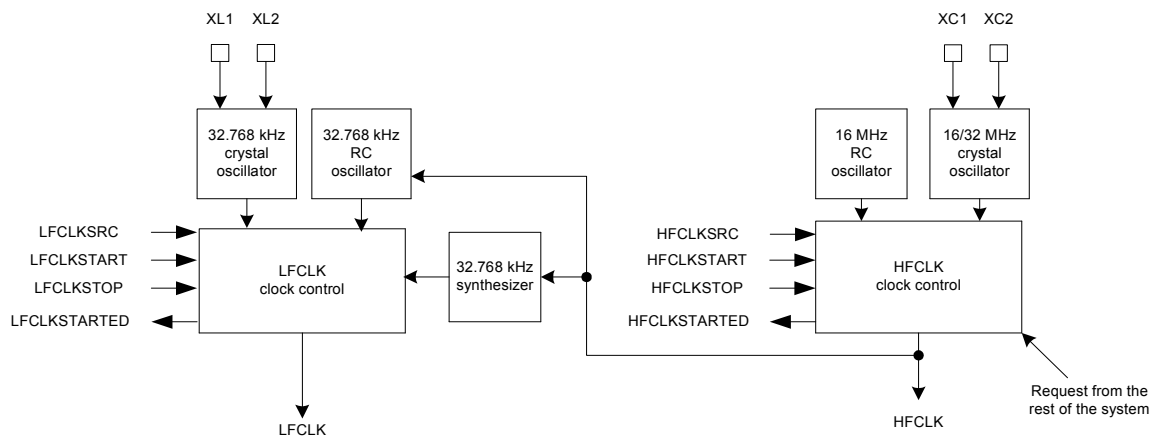 XL1
XL2
XC1
XC2
32.768 kHz
crystal
oscillator
32.768 kHz
RC
oscillator
16 MHz
RC
oscillator
16/32 MHz
crystal
oscillator
LFCLKSRC
LFCLKSTART
LFCLKSTOP
LFCLKSTARTED
LFCLK
clock control
32.768 kHz
synthesizer
HFCLKSRC
HFCLKSTART
HFCLKSTOP
HFCLKSTARTED
HFCLK
clock control
Request from the
rest of the system
LFCLK
HFCLK